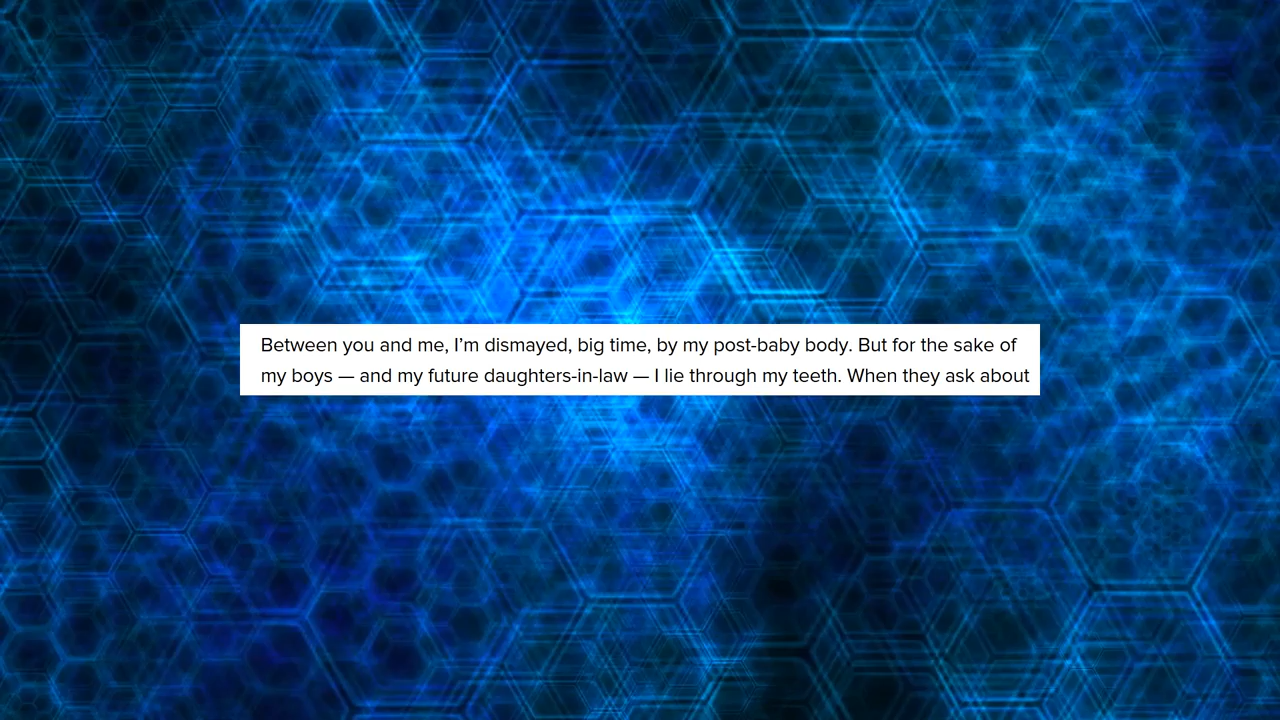 Between you and me, I’m dismayed, big time, by my post-baby body. But for the sake of
my boys — and my future daughters-in-law — I lie through my teeth. When they ask about